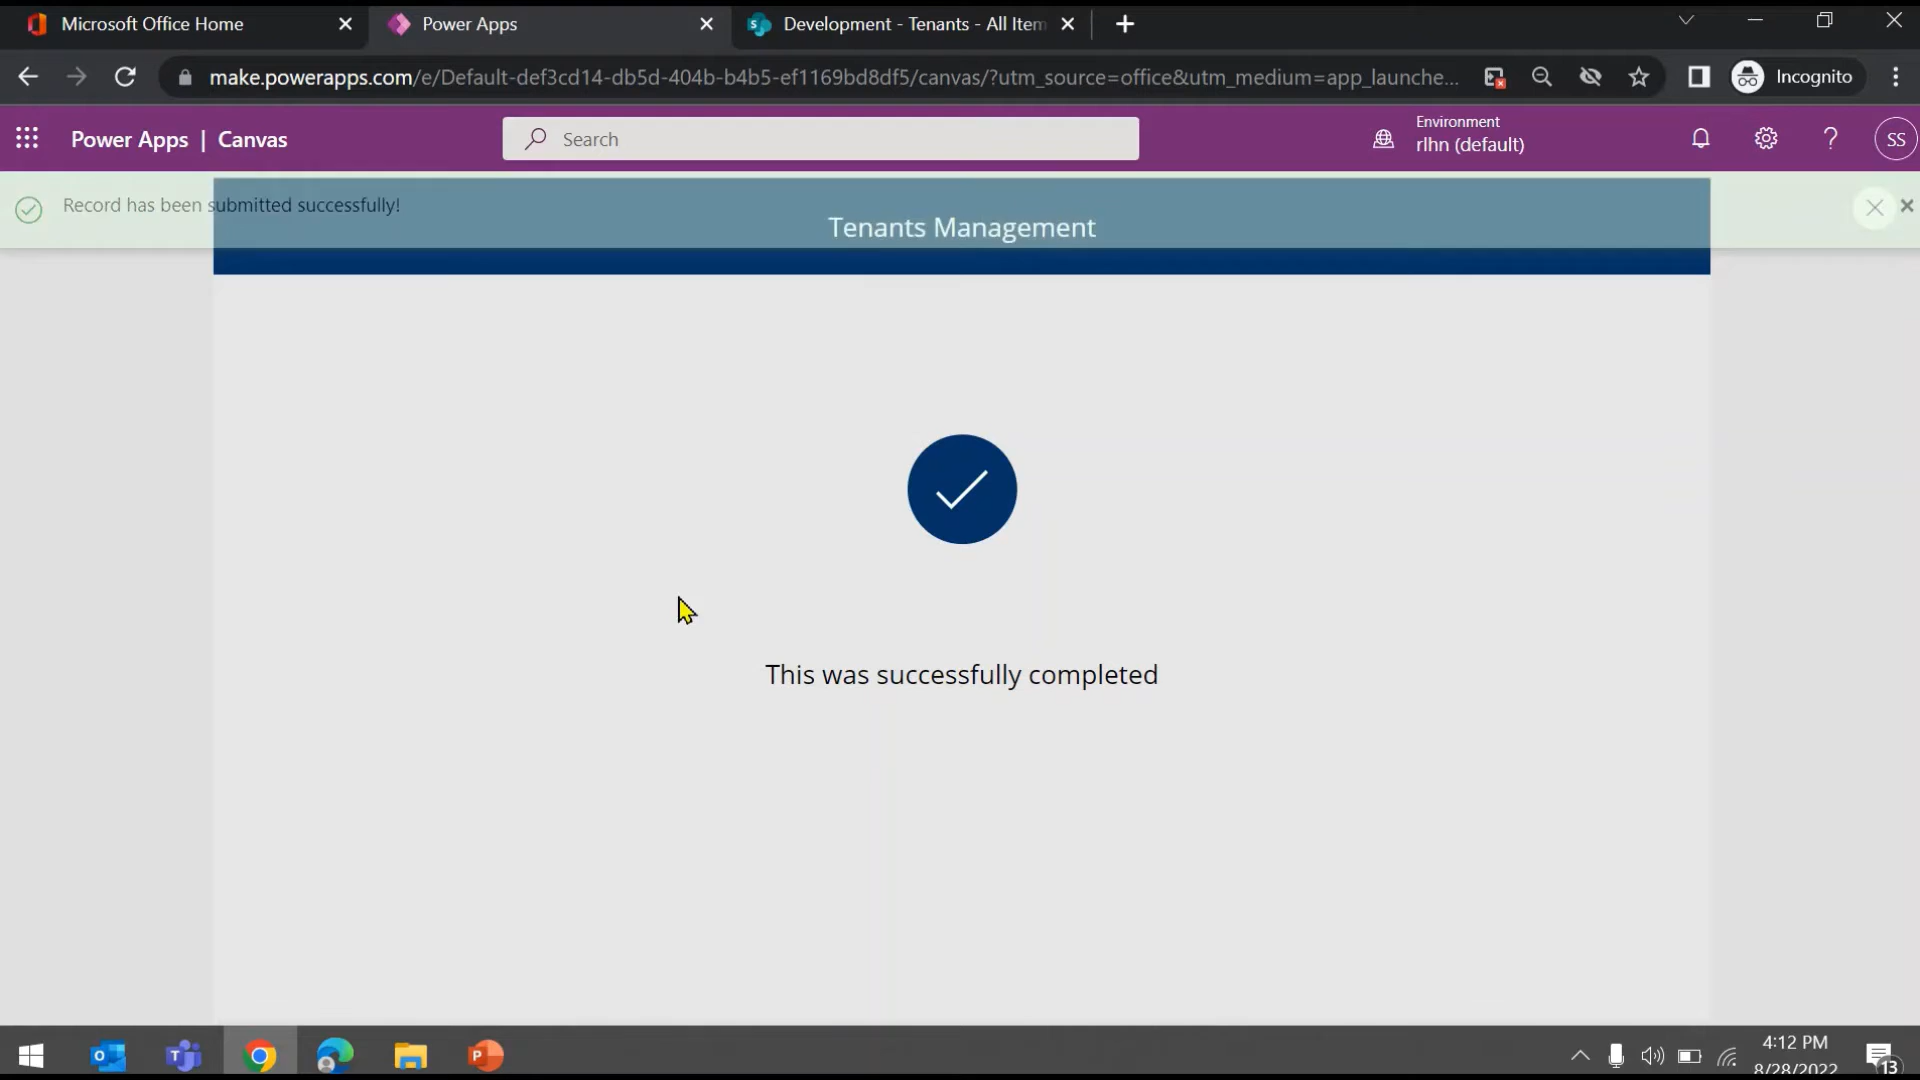 Microsoft Office Home
Power Apps
Development - Tenants - All Item
make.powerapps.com/e/Default-def3cd14-db5d-404b-b4b5-ef1169bd8df5/canvas/?utm_source=office&utm_medium=app_launche...
Incognito
Power Apps | Canvas
Search
Environment
rlhn (default)
SS
Record has been submitted successfully!
Tenants Management
This was successfully completed
4:12 PM
8/28/2022
13